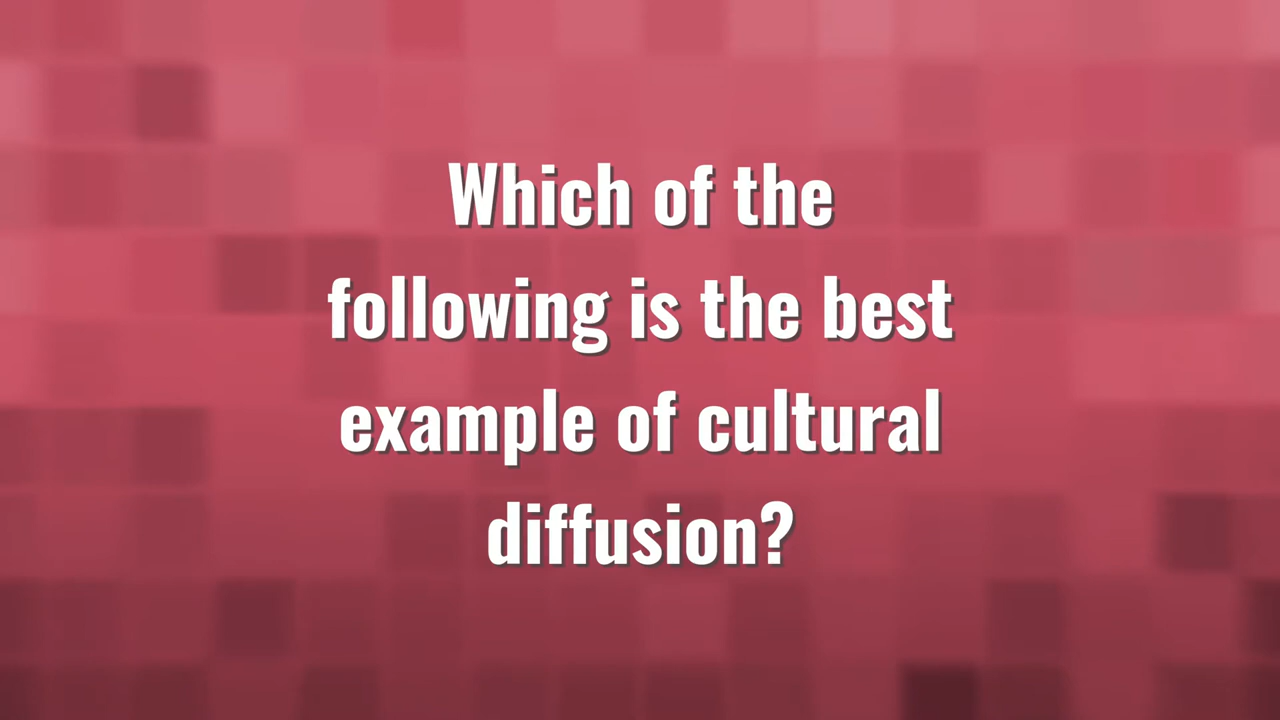 Which of the
following is the best
example of cultural
diffusion?